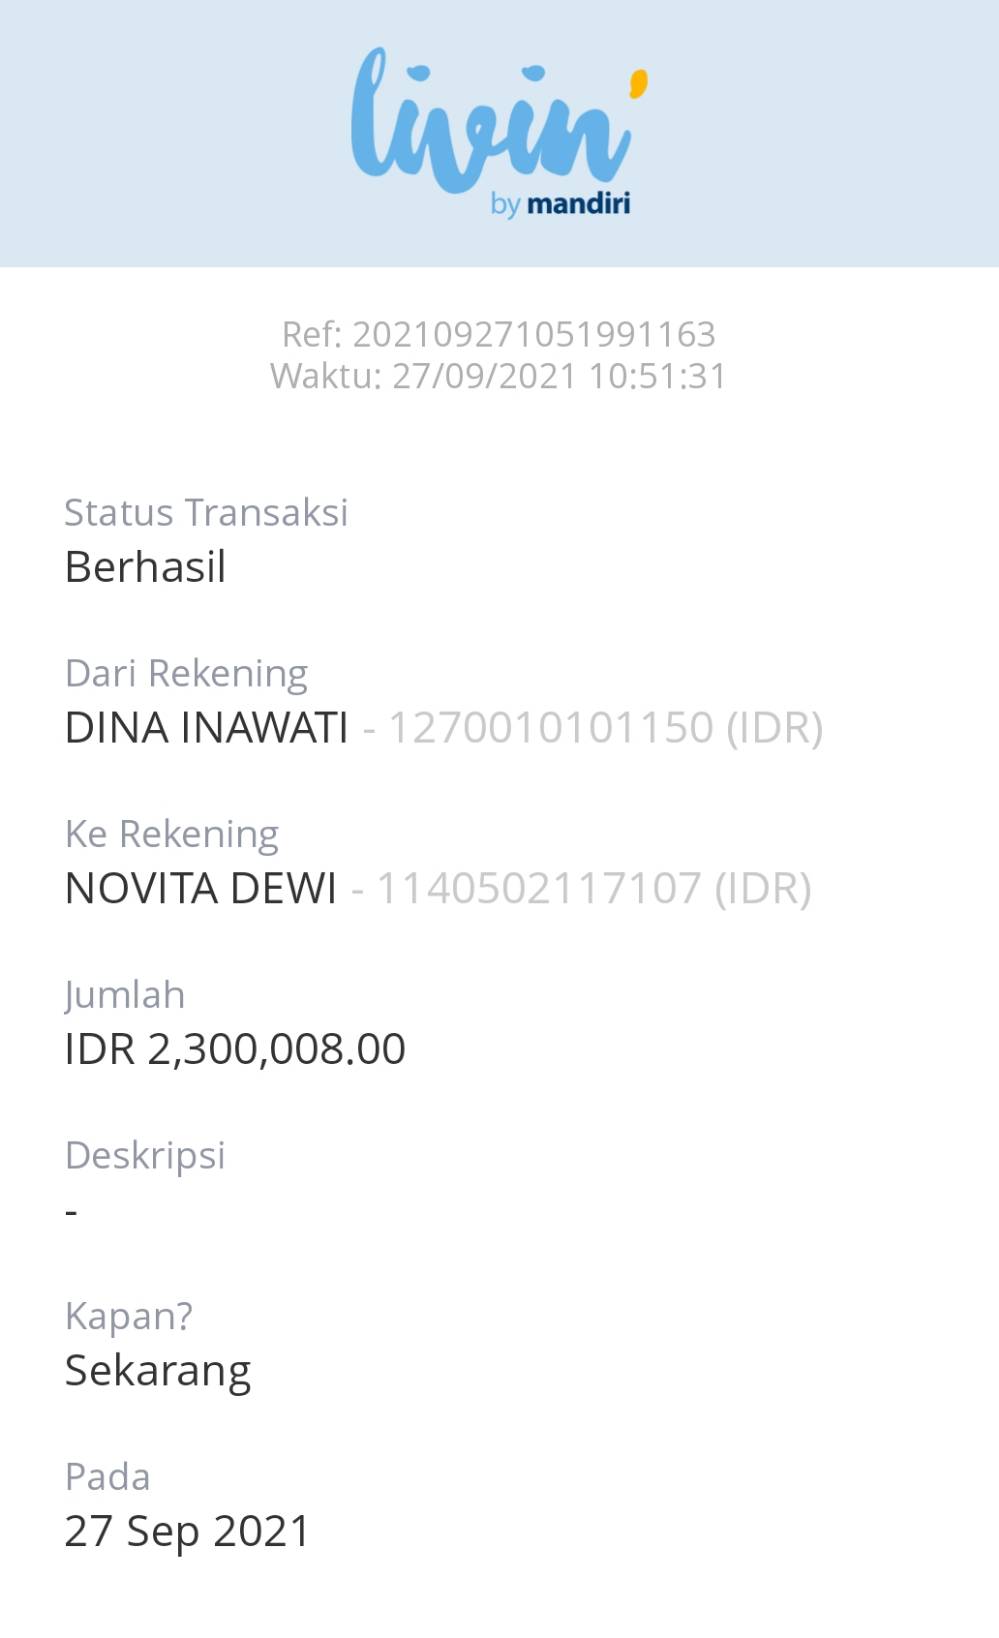 livin'
by mandiri
Ref: 202109271051991163
Waktu: 27/09/2021 10:51:31
Status Transaksi
Berhasil
Dari Rekening
DINA INAWATI - 1270010101150 (IDR)
Ke Rekening
NOVITA DEWI - 1140502117107 (IDR)
Jumlah
IDR 2,300,008.00
Deskripsi
-
Kapan?
Sekarang
Pada
27 Sep 2021